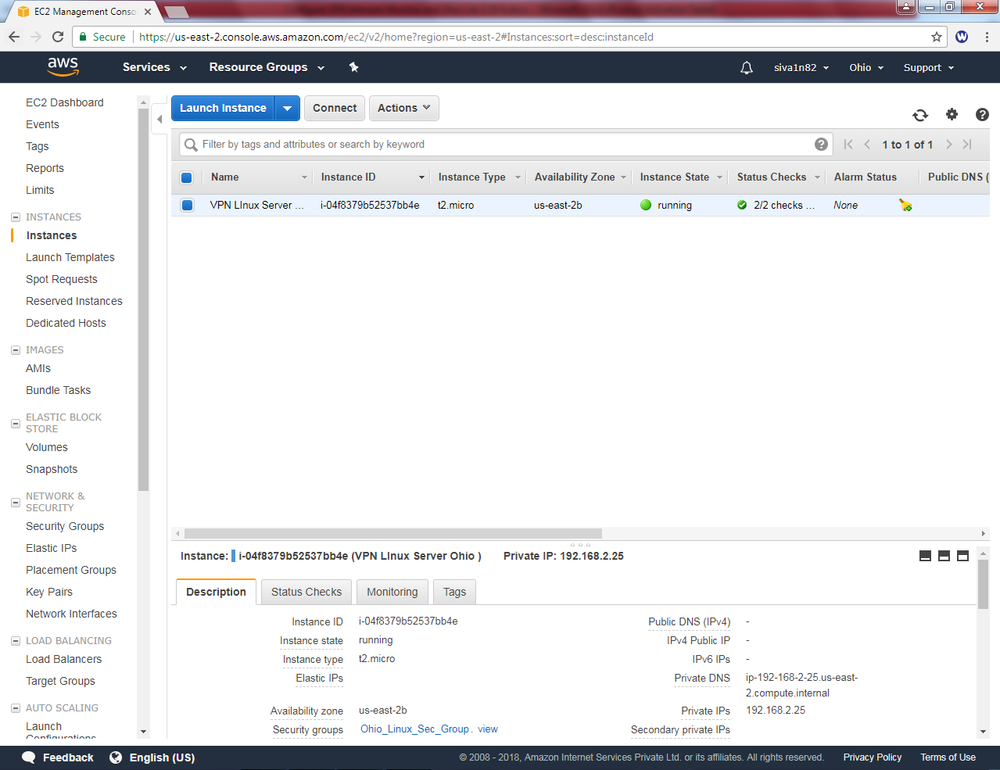 EC2 Management Conso
Secure
https://us-east-2.console.aws.amazon.com/ec2/v2/home?region=us-east-2#Instances:sort=desc:instanceId
W
aws
Services
Resource Groups
siva1n82
Ohio
Support
EC2 Dashboard
Events
Tags
Reports
Limits
INSTANCES
Instances
Launch Templates
Spot Requests
Reserved Instances
Dedicated Hosts
IMAGES
AMIs
Bundle Tasks
ELASTIC BLOCK
STORE
Volumes
Snapshots
NETWORK &
SECURITY
Security Groups
Elastic IPs
Placement Groups
Key Pairs
Network Interfaces
LOAD BALANCING
Load Balancers
Target Groups
AUTO SCALING
Launch
Configurations
Launch Instance
Connect
Actions
Filter by tags and attributes or search by keyword
1 to 1 of 1
Name Instance ID Instance Type Availability Zone Instance State Status Checks Alarm Status Public DNS (I
VPN LInux Server ... i-04f8379b52537bb4e t2.micro us-east-2b running 2/2 checks ... None
Instance: i-04f8379b52537bb4e (VPN LInux Server Ohio ) Private IP: 192.168.2.25
Description Status Checks Monitoring Tags
Instance ID i-04f8379b52537bb4e
Instance state running
Instance type t2.micro
Elastic IPs
Availability zone us-east-2b
Security groups Ohio_Linux_Sec_Group. view
Public DNS (IPv4) -
IPv4 Public IP -
IPv6 IPs -
Private DNS ip-192-168-2-25.us-east-
2.compute.internal
Private IPs 192.168.2.25
Secondary private IPs
Feedback
English (US)
© 2008 - 2018, Amazon Internet Services Private Ltd. or its affiliates. All rights reserved.
Privacy Policy
Terms of Use